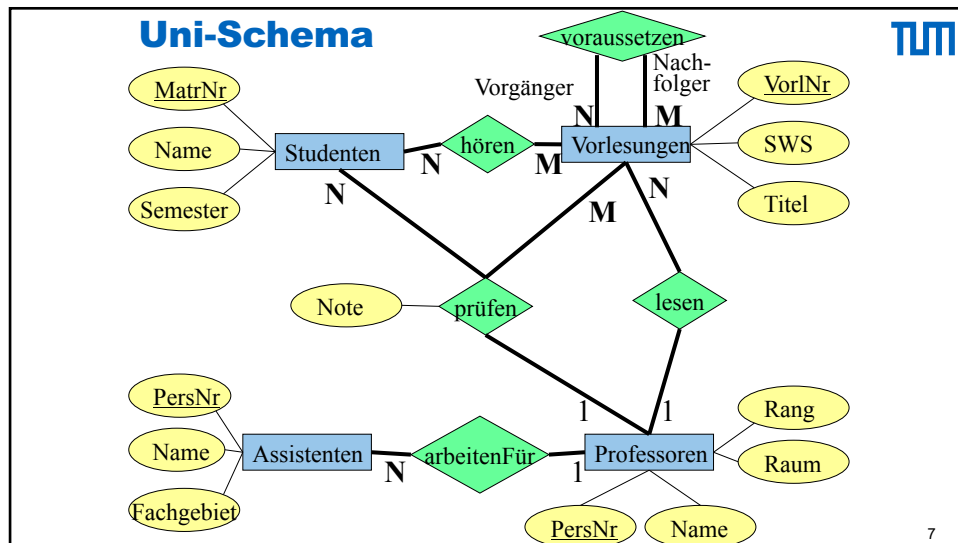 Uni-Schema
voraussetzen
TUM
Nach-
folger
Vorgänger
MatrNr
VorlNr
N
M
Name
Studenten
hören
Vorlesungen
SWS
N
M
Semester
N
M
N
Titel
Note
prüfen
lesen
PersNr
1
1
Rang
Name
Assistenten
N
arbeitenFür
1
Professoren
Raum
Fachgebiet
PersNr
Name
7